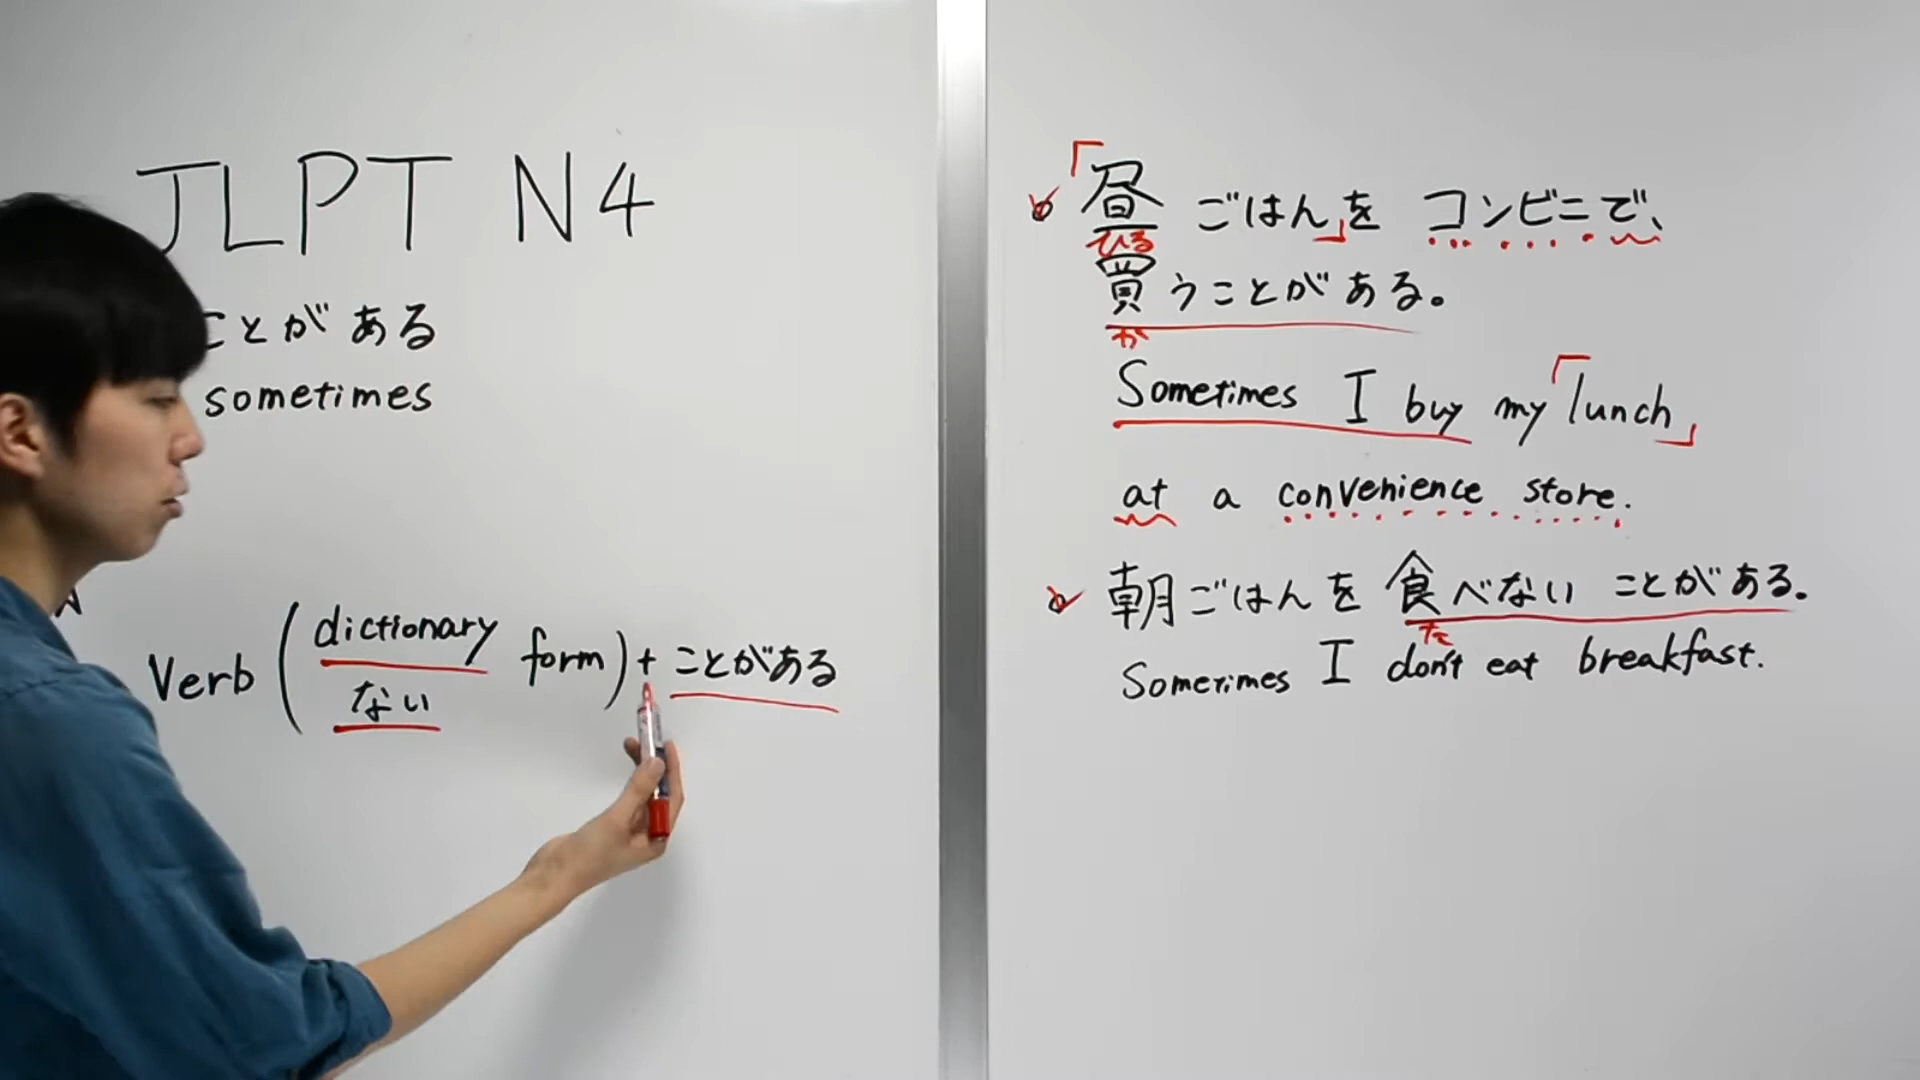 JLPT N4
ことがある
sometimes
Verb (dictionary form) + ことがある
ない
「昼ごはん」を コンビニで、
ひる
買うことがある。
か
Sometimes I buy my「lunch」
at a convenience store.
朝ごはんを 食べない ことがある。
た
Sometimes I don't eat breakfast.